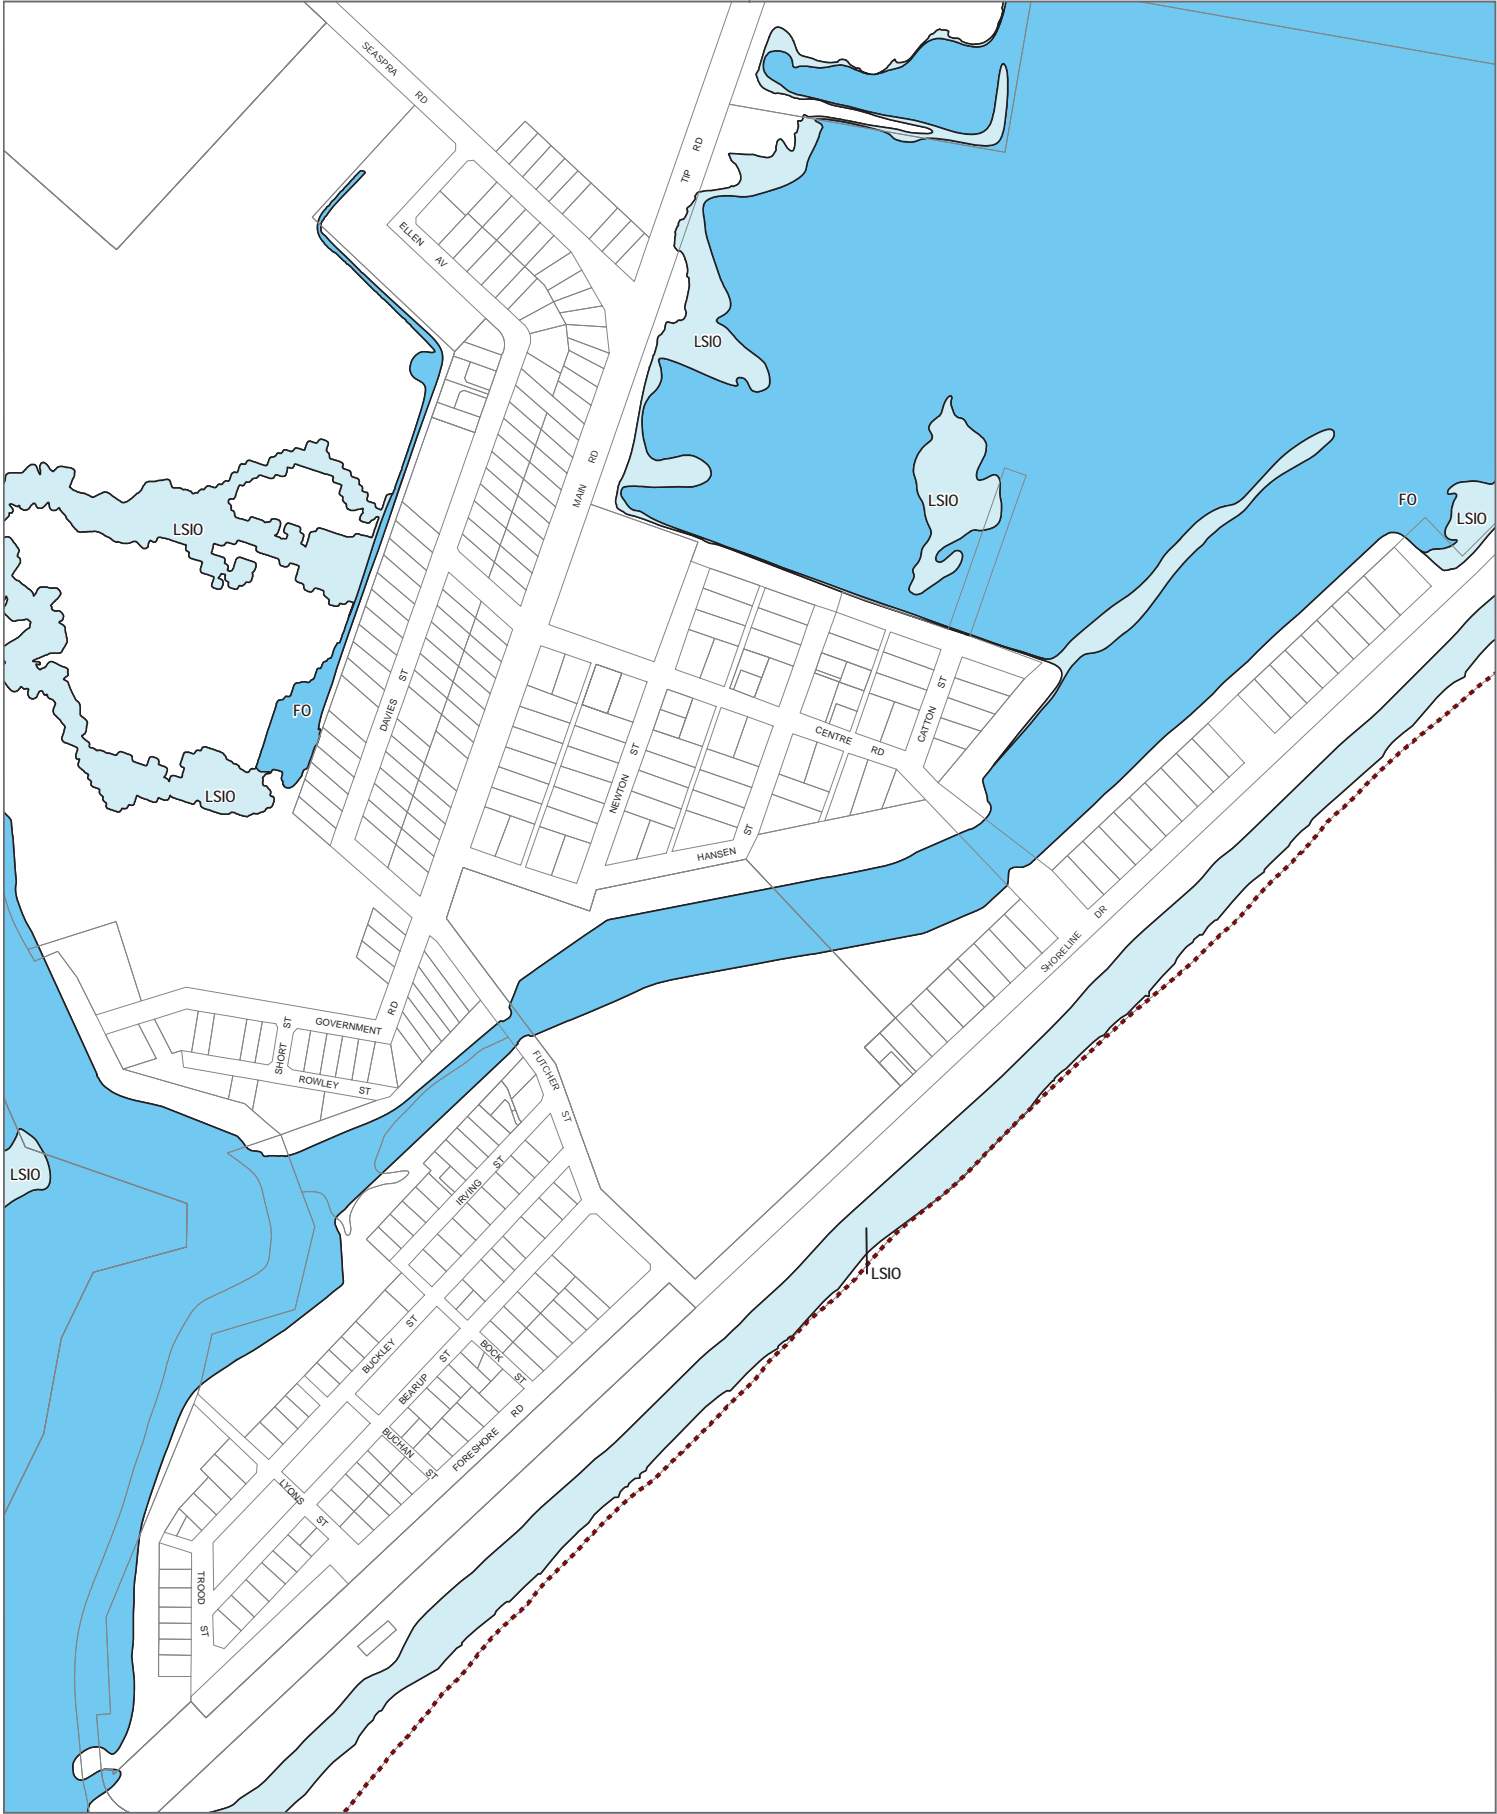 SEASPRA
RD
TIP
RD
ELLEN
AV
LSIO
MAIN
RD
LSIO
FO
LSIO
LSIO
FO
DAVIES
ST
CATTON
ST
CENTRE
RD
NEWTON
ST
LSIO
HANSEN
ST
SHORELINE
DR
GOVERNMENT
RD
SHORT
ST
ROWLEY
ST
FUTCHER
ST
LSIO
IRVING
ST
LSIO
BUCKLEY
ST
BEARUP
ST
BOCK
ST
BUCHAN
ST
FORESHORE
RD
LYONS
ST
TROOD
ST